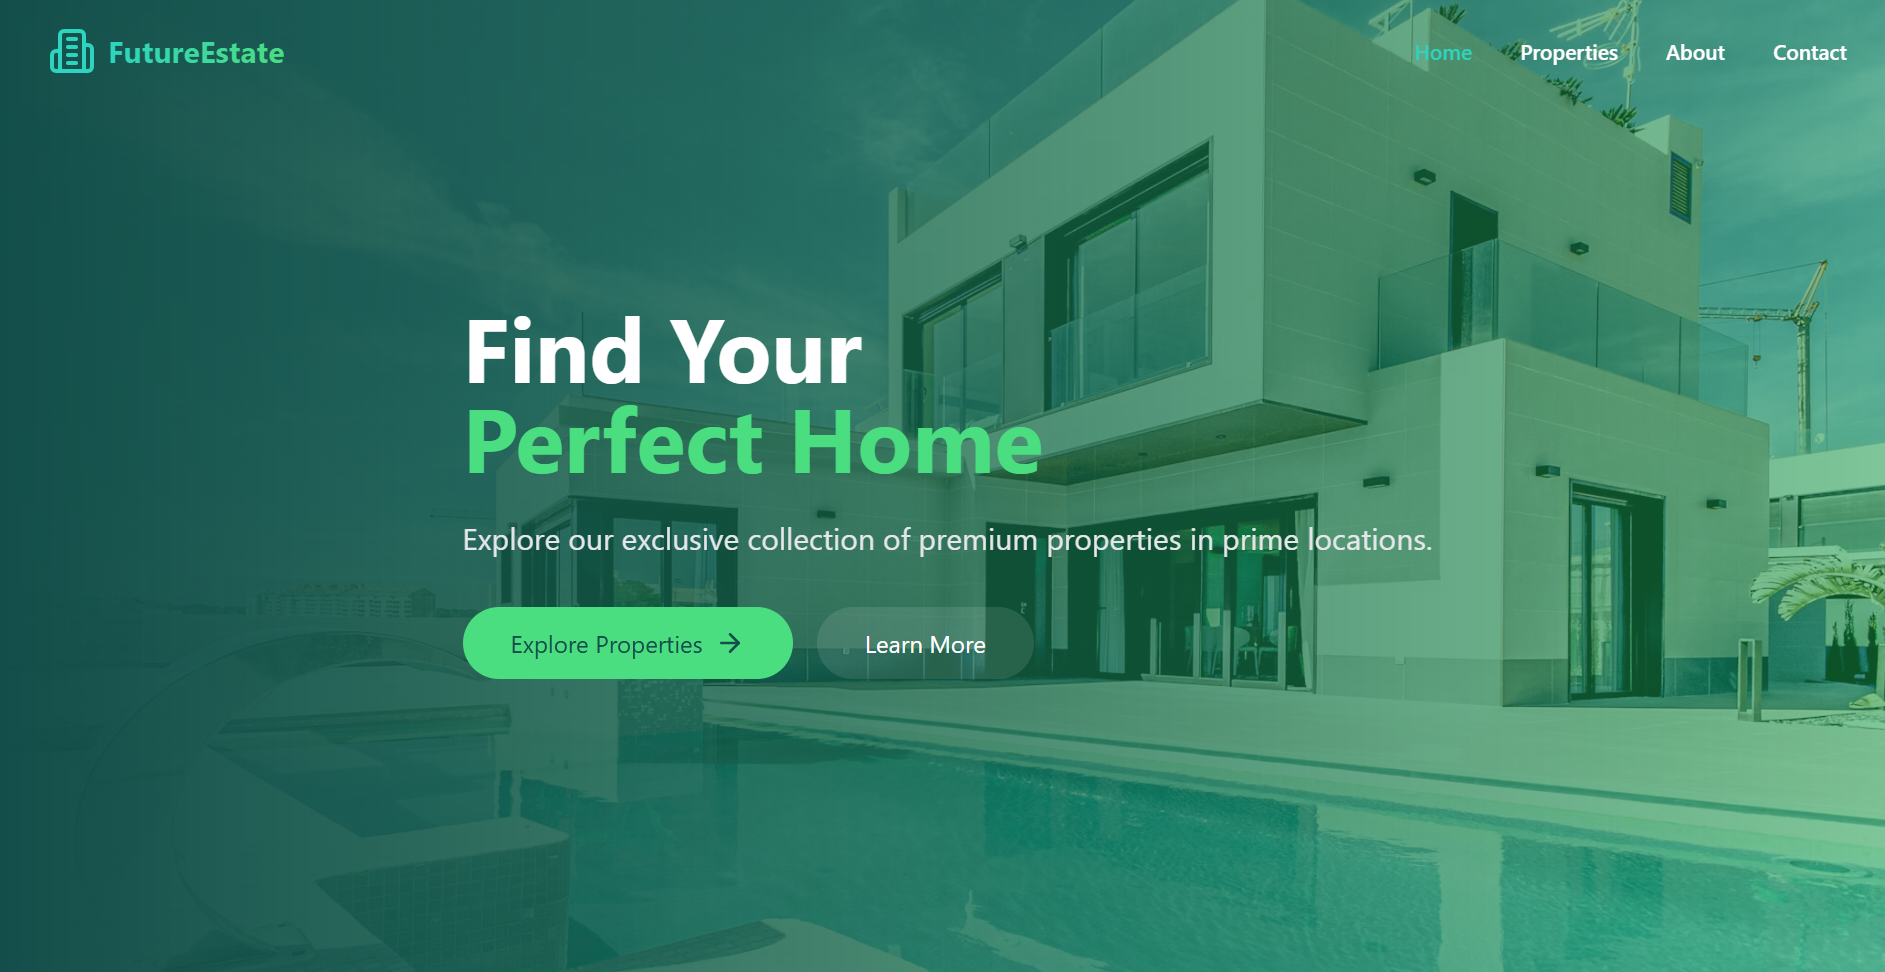 FutureEstate
Home Properties About Contact
Find Your
Perfect Home
Explore our exclusive collection of premium properties in prime locations.
Explore Properties →
Learn More